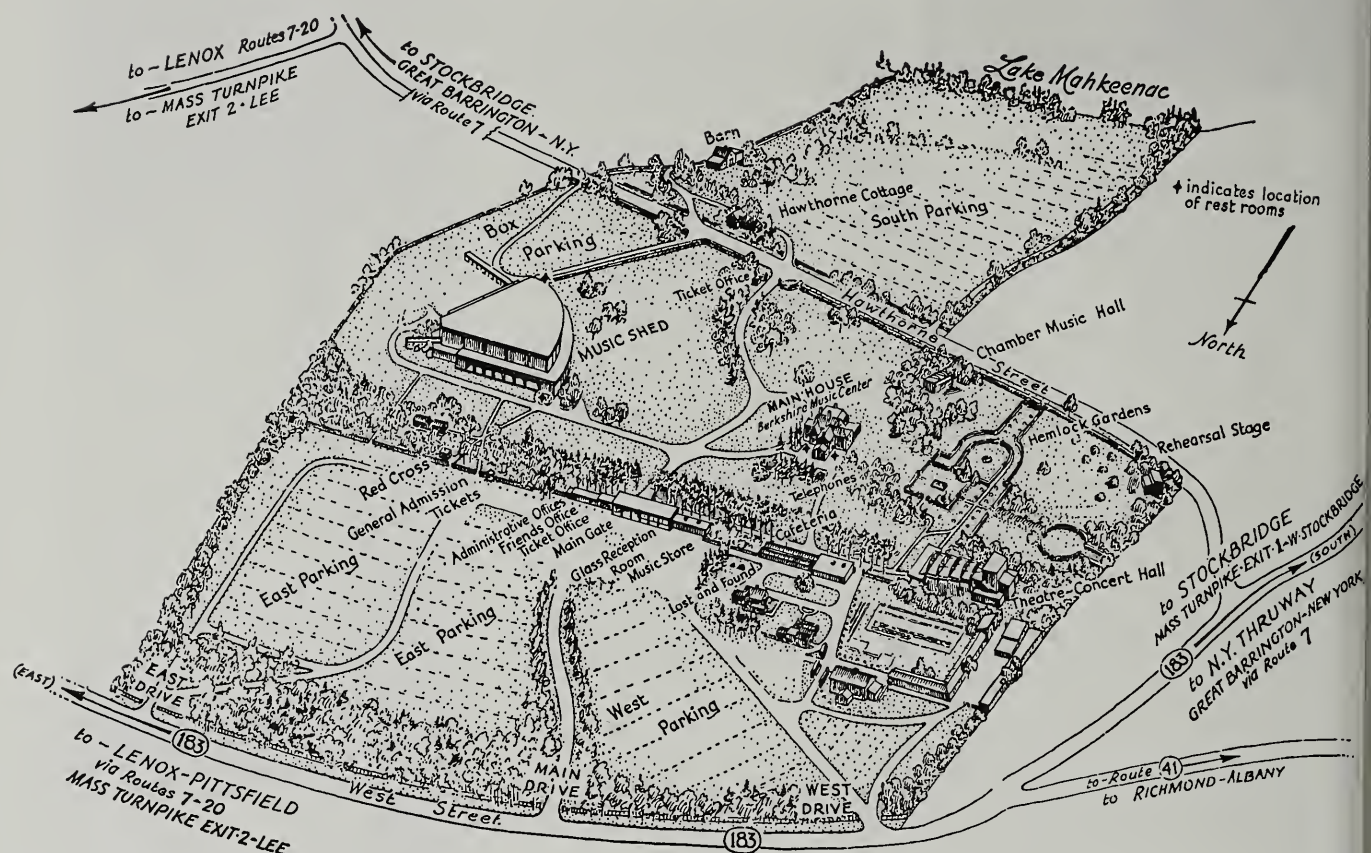 to - LENOX Routes 7-20
to - MASS TURNPIKE
EXIT 2 - LEE
to STOCKBRIDGE
GREAT BARRINGTON - N.Y.
via Route 7
Lake Mahkeenac
Barn
indicates location
of rest rooms
Hawthorne Cottage
South Parking
Box
Parking
Ticket Office
Hawthorne
Street
North
MUSIC SHED
Chamber Music Hall
MAIN HOUSE
Berkshire Music Center
Hemlock Gardens
Rehearsal Stage
Telephones
Red Cross
General Admission
Tickets
Administrative Offices
Friends Office
Ticket Office
Main Gate
Glass Reception
Room
Music Store
Cafeteria
Lost and Found
Theatre-Concert Hall
East Parking
East Parking
West
Parking
(EAST)
EAST
DRIVE
183
to - LENOX-PITTSFIELD
via Routes 7-20
MASS TURNPIKE EXIT-2-LEE
West Street
MAIN
DRIVE
WEST
DRIVE
183
to STOCKBRIDGE
MASS TURNPIKE-EXIT-1-W-STOCKBRIDGE
183
(SOUTH)
to N.Y. THRUWAY
GREAT BARRINGTON-NEW YORK
via Route 7
to-Route 41
to RICHMOND-ALBANY